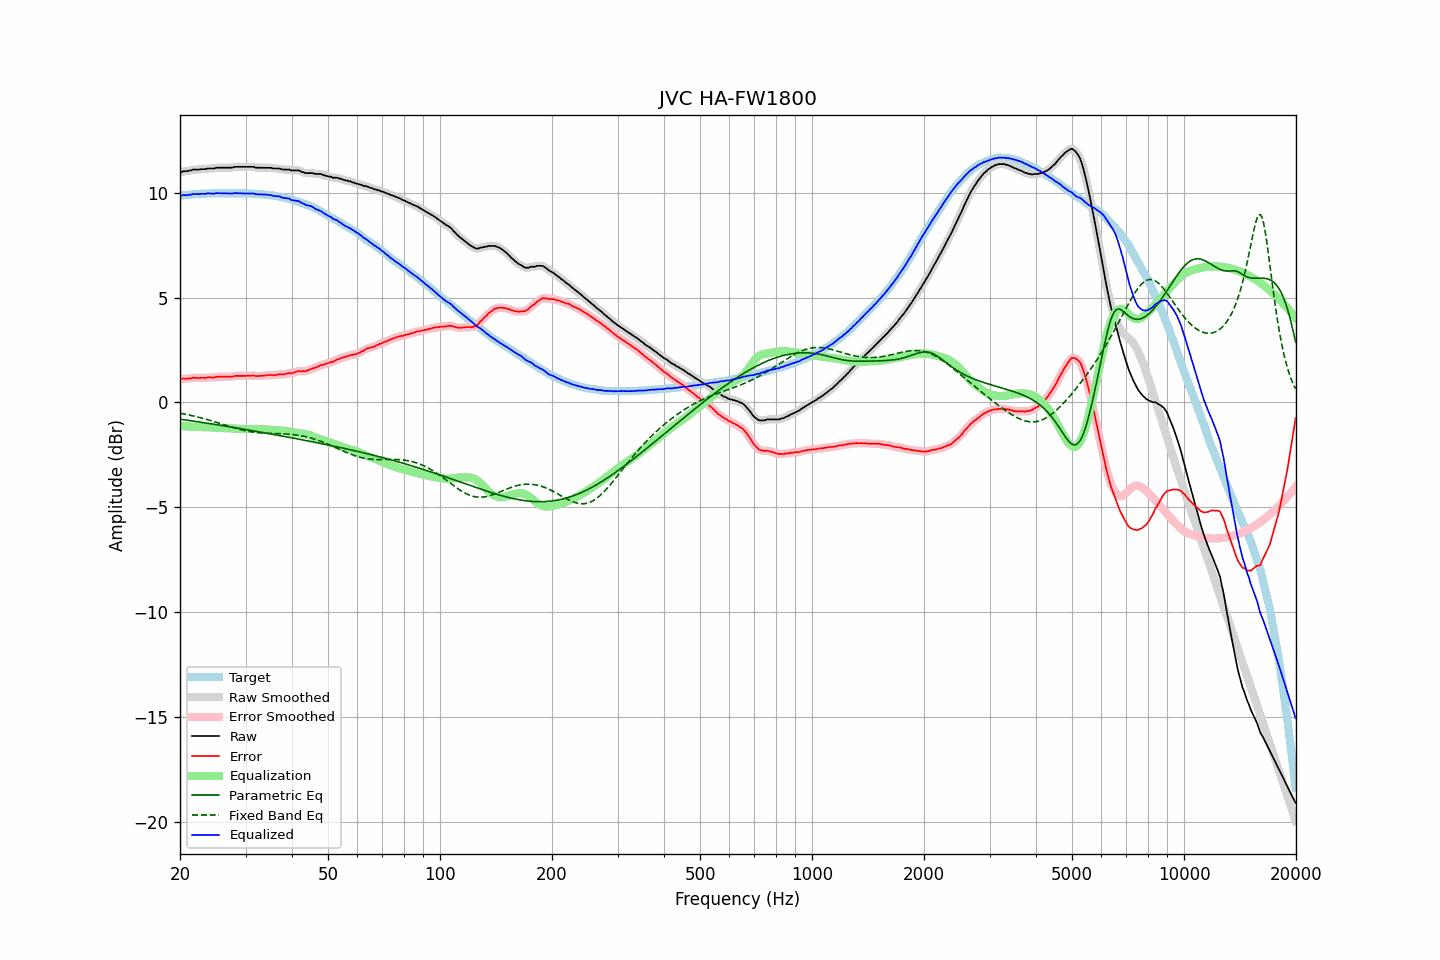 JVC HA-FW1800
Amplitude (dBr)
10
5
0
−5
−10
−15
−20
Target
Raw Smoothed
Error Smoothed
Raw
Error
Equalization
Parametric Eq
Fixed Band Eq
Equalized
20 50 100 200 500 1000 2000 5000 10000 20000
Frequency (Hz)